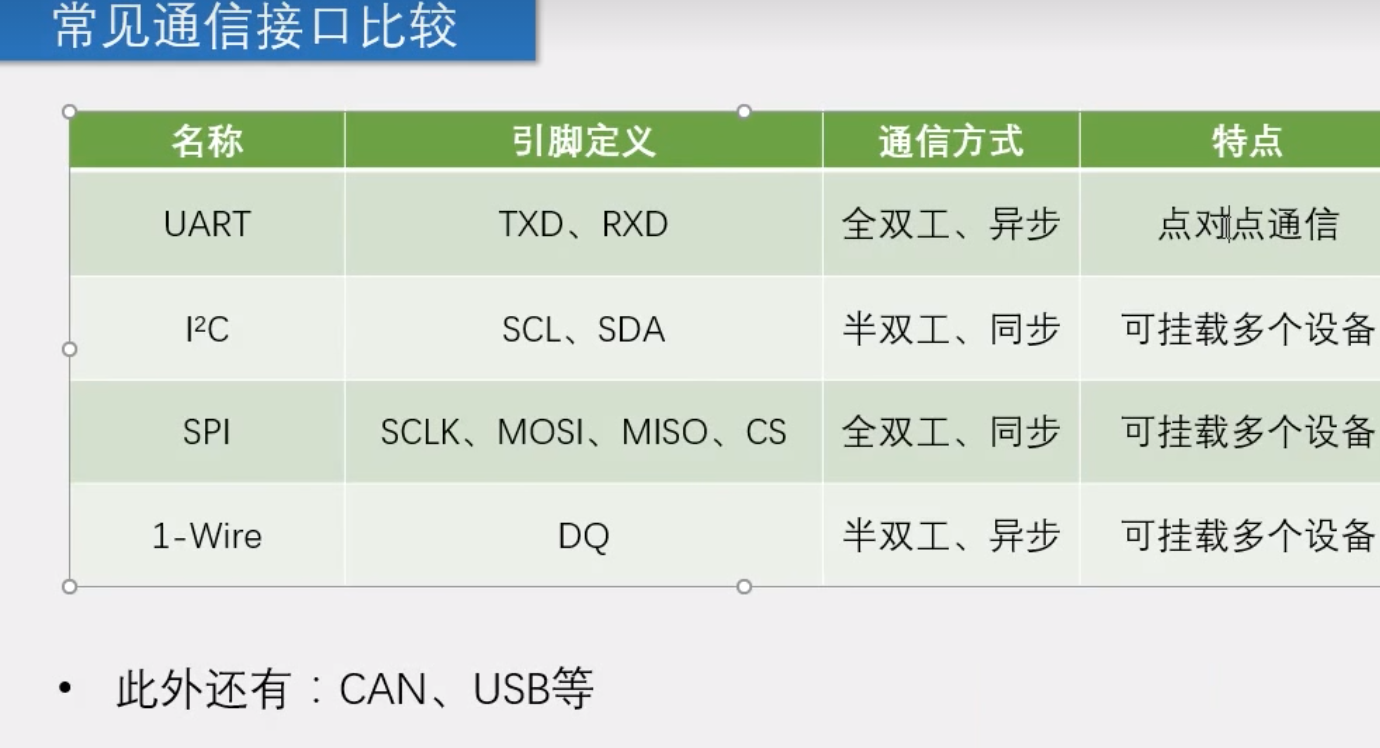 常见通信接口比较
名称 引脚定义 通信方式 特点
UART TXD、RXD 全双工、异步 点对点通信
I²C SCL、SDA 半双工、同步 可挂载多个设备
SPI SCLK、MOSI、MISO、CS 全双工、同步 可挂载多个设备
1-Wire DQ 半双工、异步 可挂载多个设备
• 此外还有：CAN、USB等